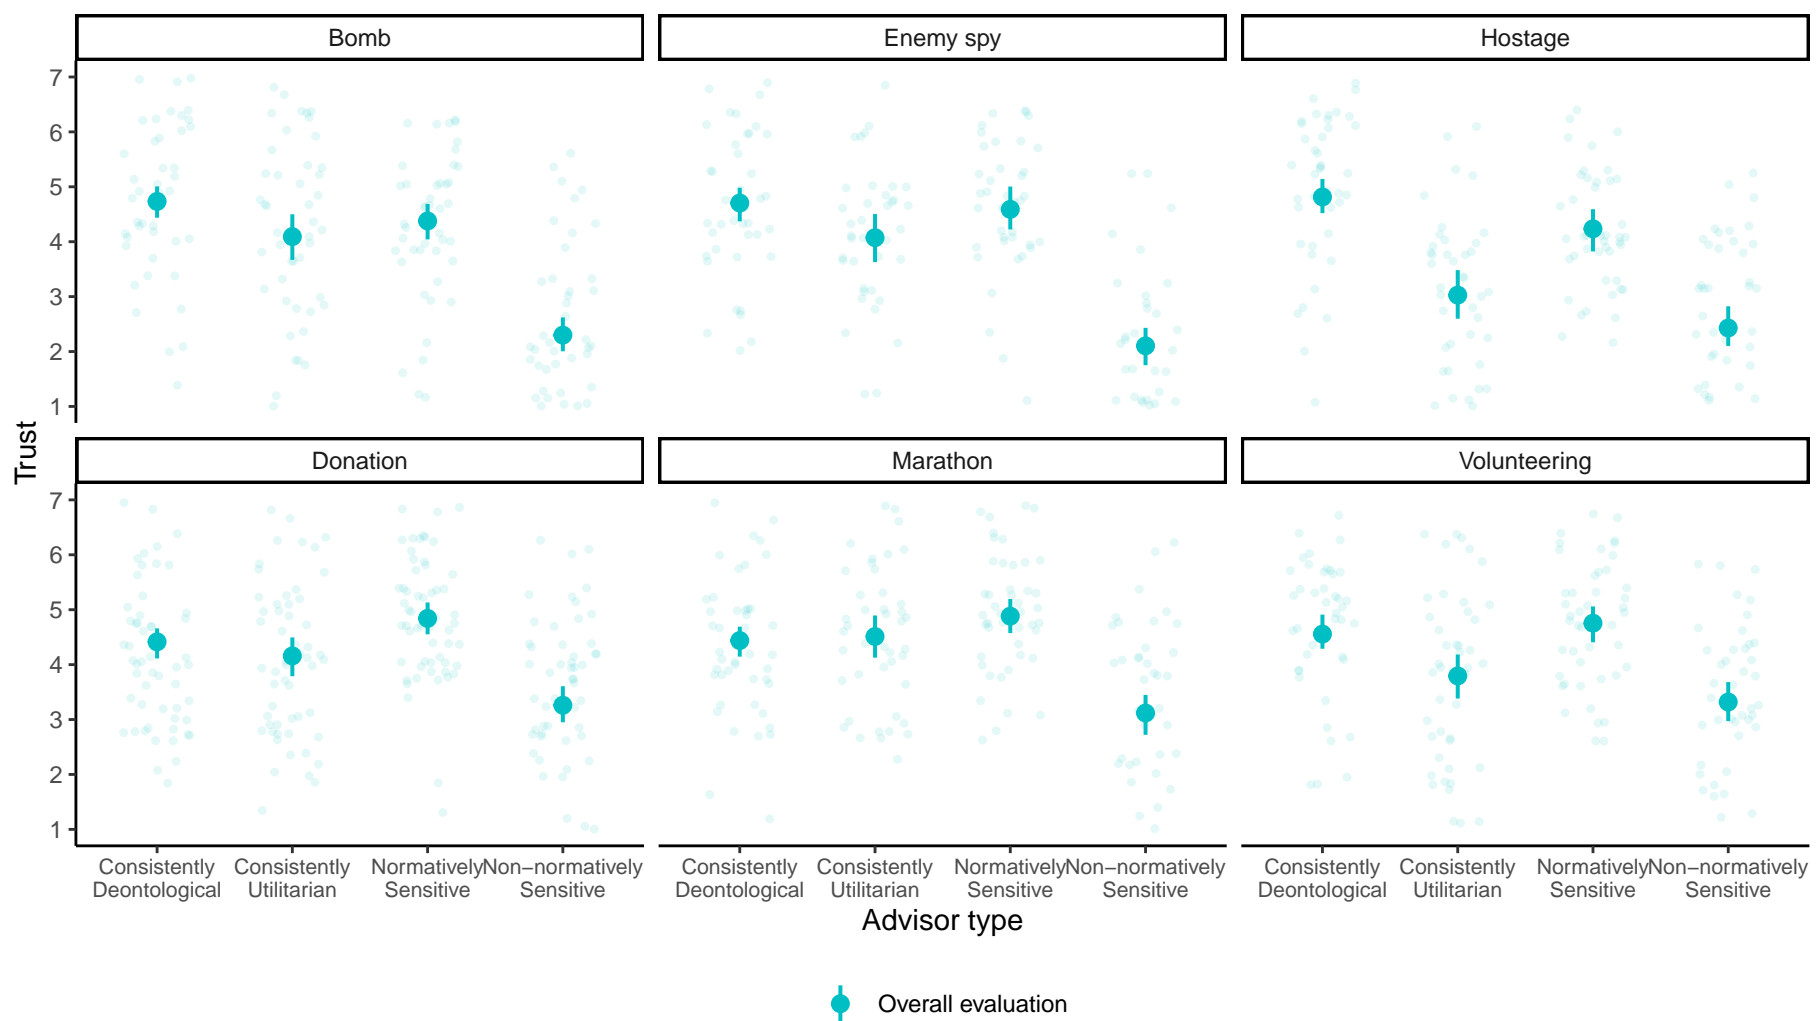 Bomb
Enemy spy
Hostage
7
6
5
4
3
2
1
Trust
Donation
Marathon
Volunteering
7
6
5
4
3
2
1
Consistently Consistently Normatively Non−normatively Consistently Consistently Normatively Non−normatively Consistently Consistently Normatively Non−normatively
Deontological Utilitarian Sensitive Sensitive Deontological Utilitarian Sensitive Sensitive Deontological Utilitarian Sensitive Sensitive
Advisor type
Overall evaluation